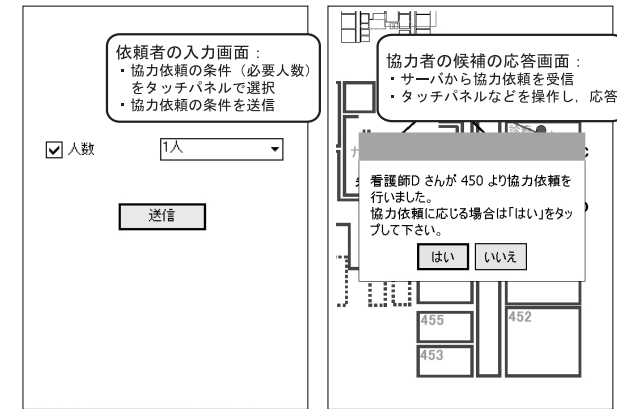 依頼者の入力画面：
・協力依頼の条件（必要人数）
をタッチパネルで選択
・協力依頼の条件を送信
人数
1人
送信
協力者の候補の応答画面：
・サーバから協力依頼を受信
・タッチパネルなどを操作し，応答
看護師D さんが 450 より協力依頼を
行いました。
協力依頼に応じる場合は「はい」をタッ
プして下さい。
はい
いいえ
455
452
453